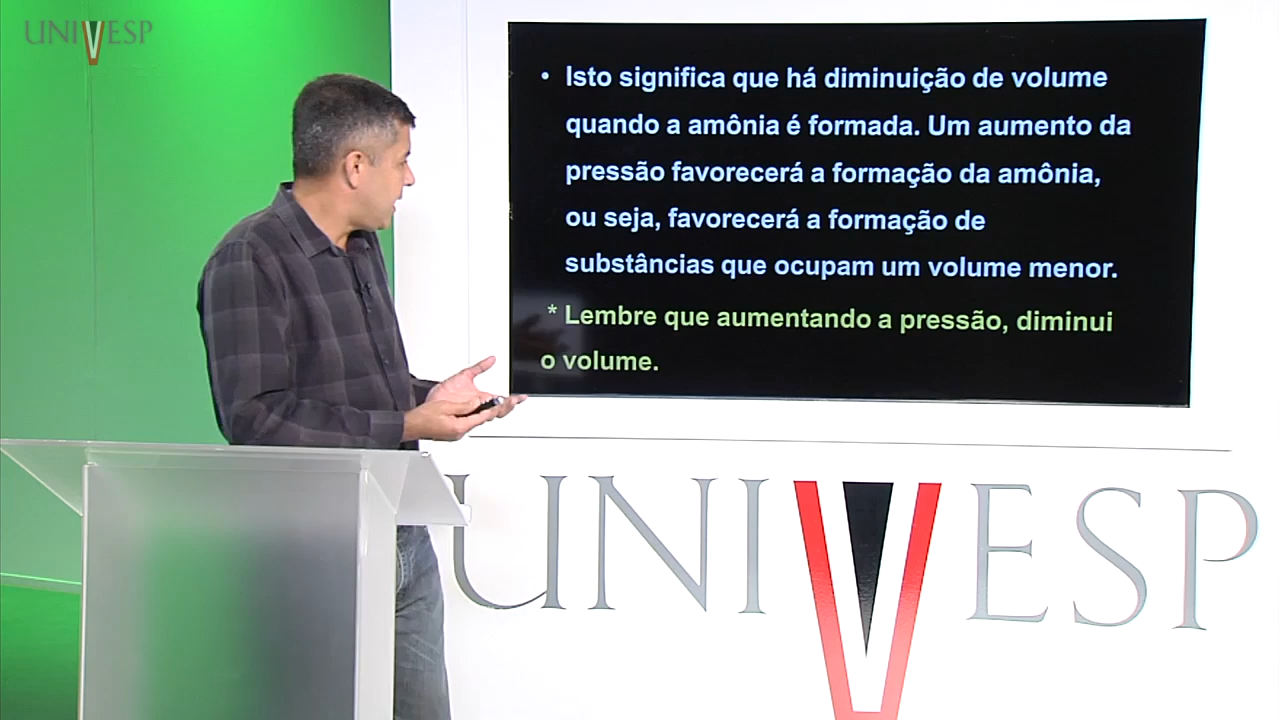 UNIVESP
• Isto significa que há diminuição de volume
quando a amônia é formada. Um aumento da
pressão favorecerá a formação da amônia,
ou seja, favorecerá a formação de
substâncias que ocupam um volume menor.
* Lembre que aumentando a pressão, diminui
o volume.
UNIVESP